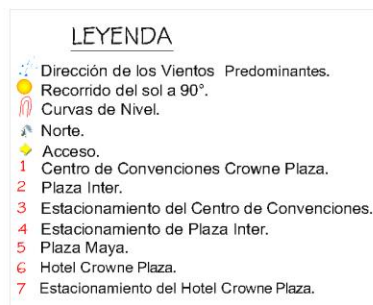 LEYENDA
Dirección de los Vientos Predominantes.
Recorrido del sol a 90°.
Curvas de Nivel.
Norte.
Acceso.
1 Centro de Convenciones Crowne Plaza.
2 Plaza Inter.
3 Estacionamiento del Centro de Convenciones.
4 Estacionamiento de Plaza Inter.
5 Plaza Maya.
6 Hotel Crowne Plaza.
7 Estacionamiento del Hotel Crowne Plaza.